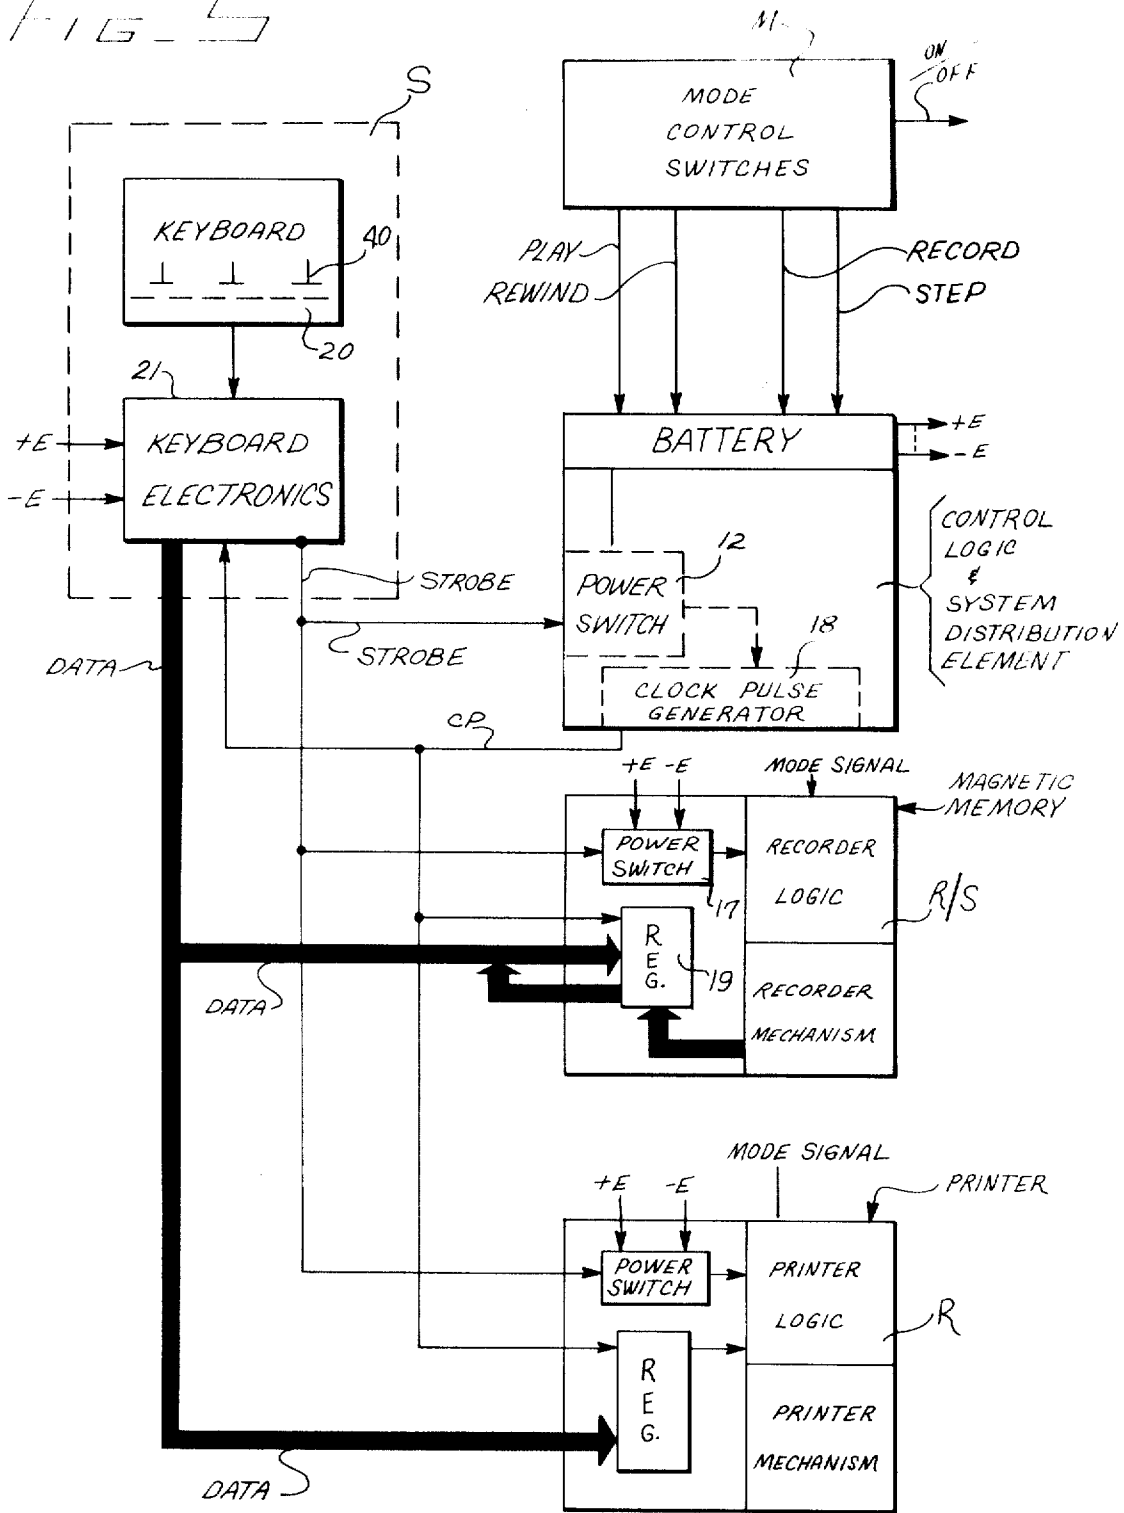 FIG_5
M
ON
OFF
MODE
CONTROL
SWITCHES
S
KEYBOARD
40
20
PLAY
REWIND
RECORD
STEP
21
+E
-E
KEYBOARD
ELECTRONICS
BATTERY
+E
-E
12
POWER
SWITCH
18
CLOCK PULSE
GENERATOR
CONTROL
LOGIC
&
SYSTEM
DISTRIBUTION
ELEMENT
STROBE
STROBE
DATA
CP
+E -E
MODE SIGNAL
MAGNETIC
MEMORY
POWER
SWITCH
17
RECORDER
LOGIC
R/S
REG.
19
DATA
RECORDER
MECHANISM
MODE SIGNAL
PRINTER
+E -E
POWER
SWITCH
PRINTER
LOGIC
R
REG.
PRINTER
MECHANISM
DATA